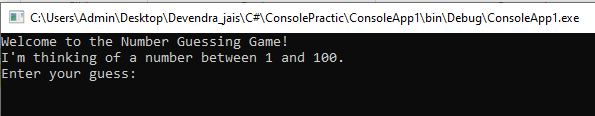 C:\Users\Admin\Desktop\Devendra_jais\C#\ConsolePractic\ConsoleApp1\bin\Debug\ConsoleApp1.exe
Welcome to the Number Guessing Game!
I'm thinking of a number between 1 and 100.
Enter your guess: